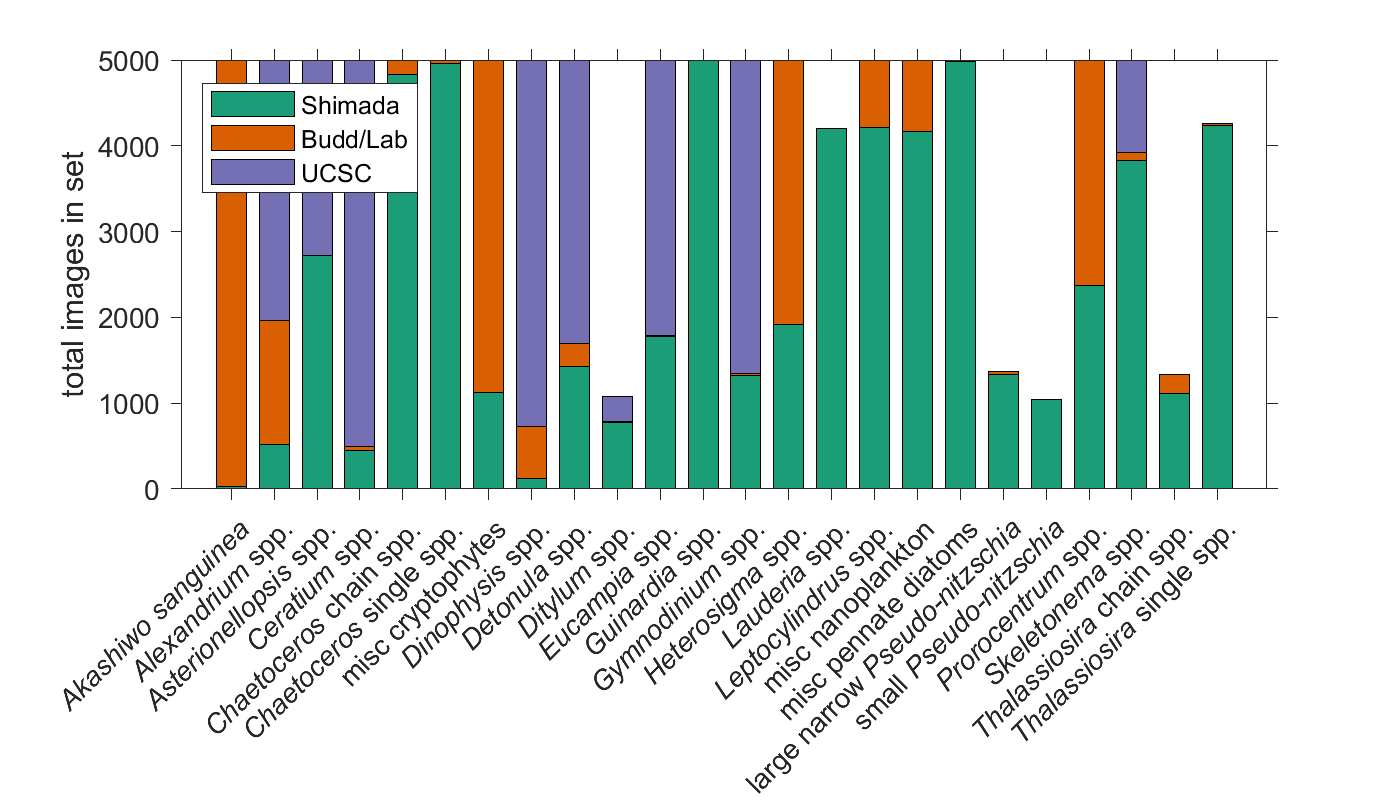 total images in set
5000
4000
3000
2000
1000
0
Shimada
Budd/Lab
UCSC
Akashiwo sanguinea
Alexandrium spp.
Asterionellopsis spp.
Ceratium spp.
Chaetoceros chain spp.
Chaetoceros single spp.
misc cryptophytes
Dinophysis spp.
Detonula spp.
Ditylum spp.
Eucampia spp.
Guinardia spp.
Gymnodinium spp.
Heterosigma spp.
Lauderia spp.
Leptocylindrus spp.
misc nanoplankton
misc pennate diatoms
large narrow Pseudo-nitzschia
small Pseudo-nitzschia
Prorocentrum spp.
Skeletonema spp.
Thalassiosira chain spp.
Thalassiosira single spp.